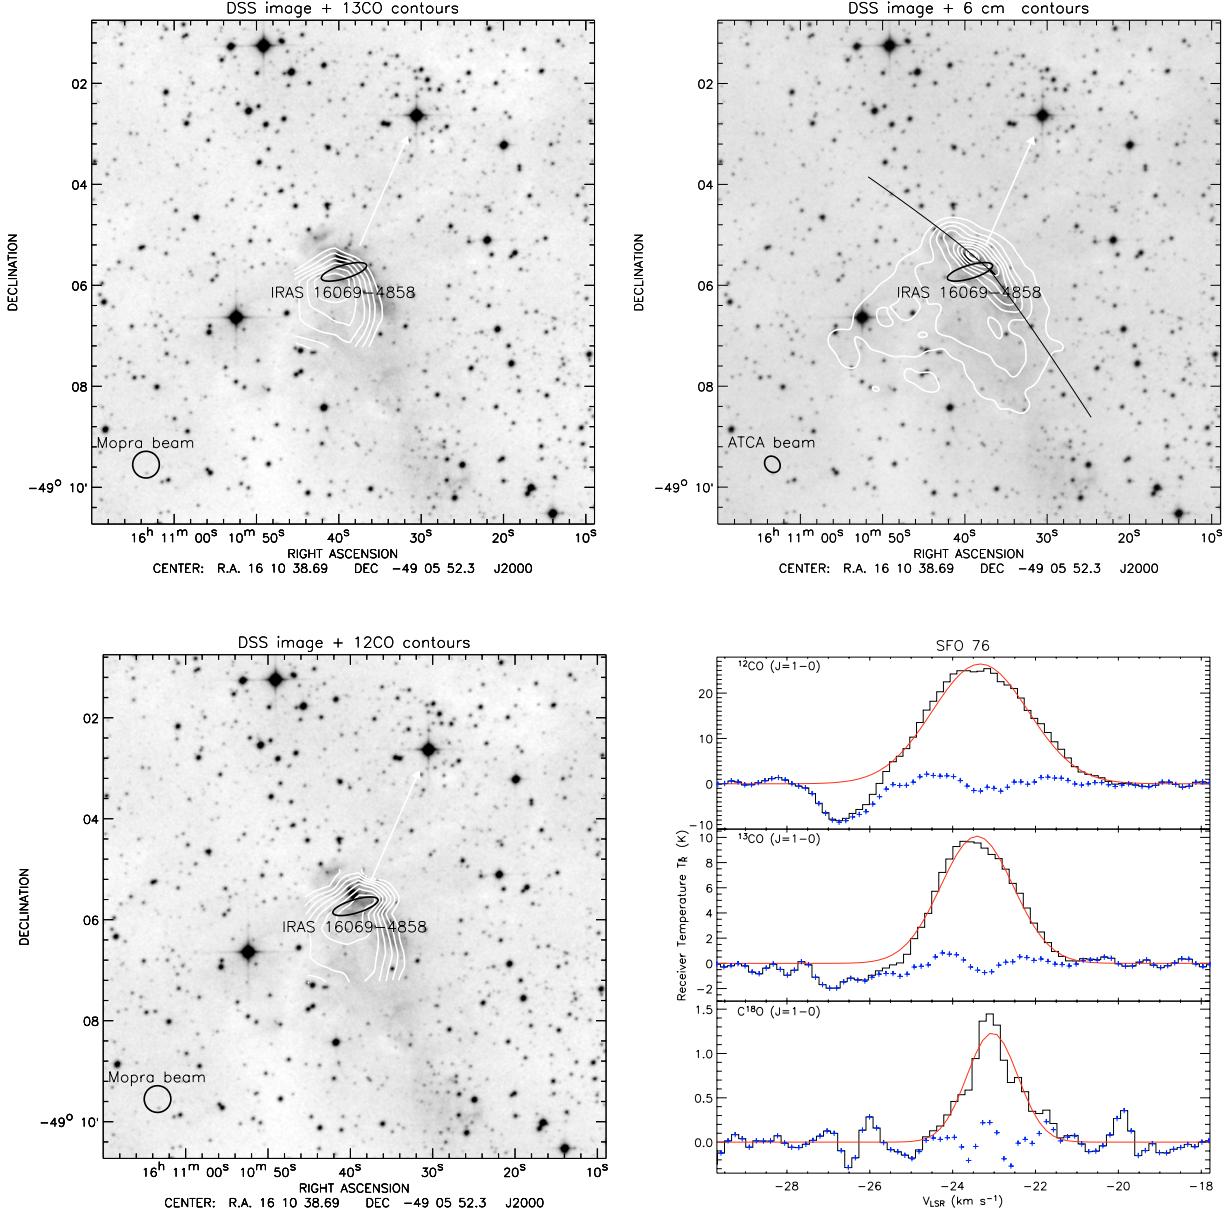 DSS image + 13CO contours
02
04
06
08
-49° 10'
DECLINATION
IRAS 16069-4858
Mopra beam
16h 11m 00s 10m 50s 40s 30s 20s 10s
RIGHT ASCENSION
CENTER: R.A. 16 10 38.69 DEC -49 05 52.3 J2000
DSS image + 6 cm contours
02
04
06
08
-49° 10'
DECLINATION
IRAS 16069-4858
ATCA beam
16h 11m 00s 10m 50s 40s 30s 20s 10s
RIGHT ASCENSION
CENTER: R.A. 16 10 38.69 DEC -49 05 52.3 J2000
DSS image + 12CO contours
02
04
06
08
-49° 10'
DECLINATION
IRAS 16069-4858
Mopra beam
16h 11m 00s 10m 50s 40s 30s 20s 10s
RIGHT ASCENSION
CENTER: R.A. 16 10 38.69 DEC -49 05 52.3 J2000
SFO 76
¹²CO (J=1-0)
20
10
0
-10
¹³CO (J=1-0)
10
8
6
4
2
0
-2
Receiver Temperature T*R (K)
C¹⁸O (J=1-0)
1.5
1.0
0.5
0.0
-28 -26 -24 -22 -20 -18
VLSR (km s⁻¹)